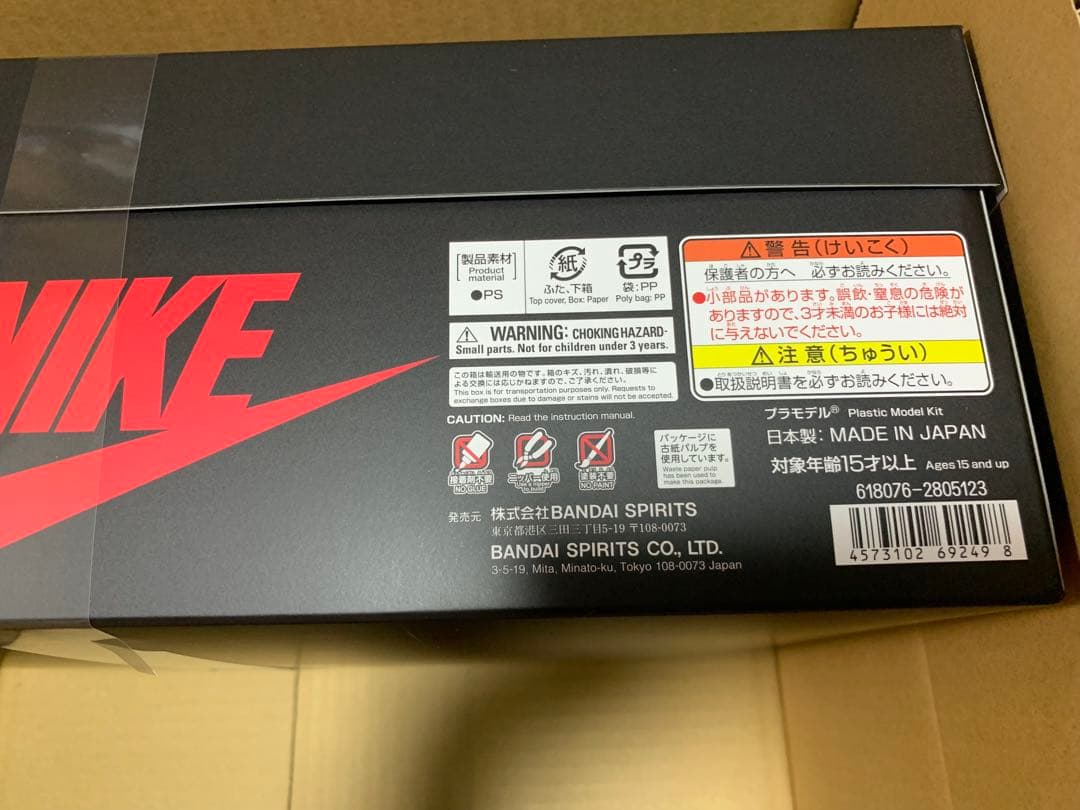 NIKE
[製品素材]
Product
material
●PS
紙
ふた、下箱
Top cover, Box: Paper
プラ
袋:PP
Poly bag: PP
WARNING: CHOKING HAZARD-
Small parts. Not for children under 3 years.
この箱は輸送用の物です。箱のキズ、汚れ、潰れ、破損等に
よる交換には応じかねますので、ご了承ください。
This box is for transportation purposes only. Requests to
exchange boxes due to damage or stains will not be accepted.
CAUTION: Read the instruction manual.
接着剤不要
NO GLUE
ニッパー使用
Use a nipper
to build
塗装不要
NO PAINT
パッケージに
古紙パルプを
使用しています。
Waste paper pulp
has been used to
make this package.
発売元 株式会社BANDAI SPIRITS
東京都港区三田三丁目5-19 〒108-0073
BANDAI SPIRITS CO., LTD.
3-5-19, Mita, Minato-ku, Tokyo 108-0073 Japan
警告(けいこく)
保護者の方へ 必ずお読みください。
●小部品があります。誤飲・窒息の危険が
ありますので、3才未満のお子様には絶対
に与えないでください。
注意(ちゅうい)
●取扱説明書を必ずお読みください。
プラモデル® Plastic Model Kit
日本製: MADE IN JAPAN
対象年齢15才以上 Ages 15 and up
618076-2805123
4573102 69249 8